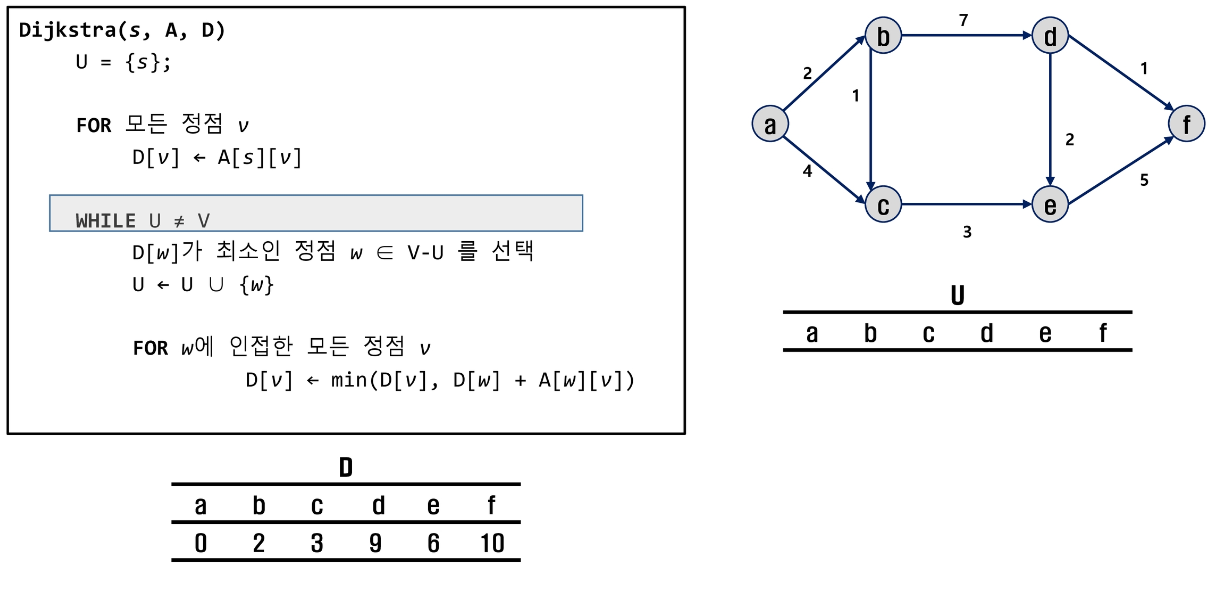 Dijkstra(s, A, D)
U = {s};
FOR 모든 정점 v
D[v] ← A[s][v]
WHILE U ≠ V
D[w]가 최소인 정점 w ∈ V-U 를 선택
U ← U ∪ {w}
FOR w에 인접한 모든 정점 v
D[v] ← min(D[v], D[w] + A[w][v])
D
a b c d e f
0 2 3 9 6 10
7
b
d
2
1
1
a
f
2
4
5
c
e
3
U
a b c d e f